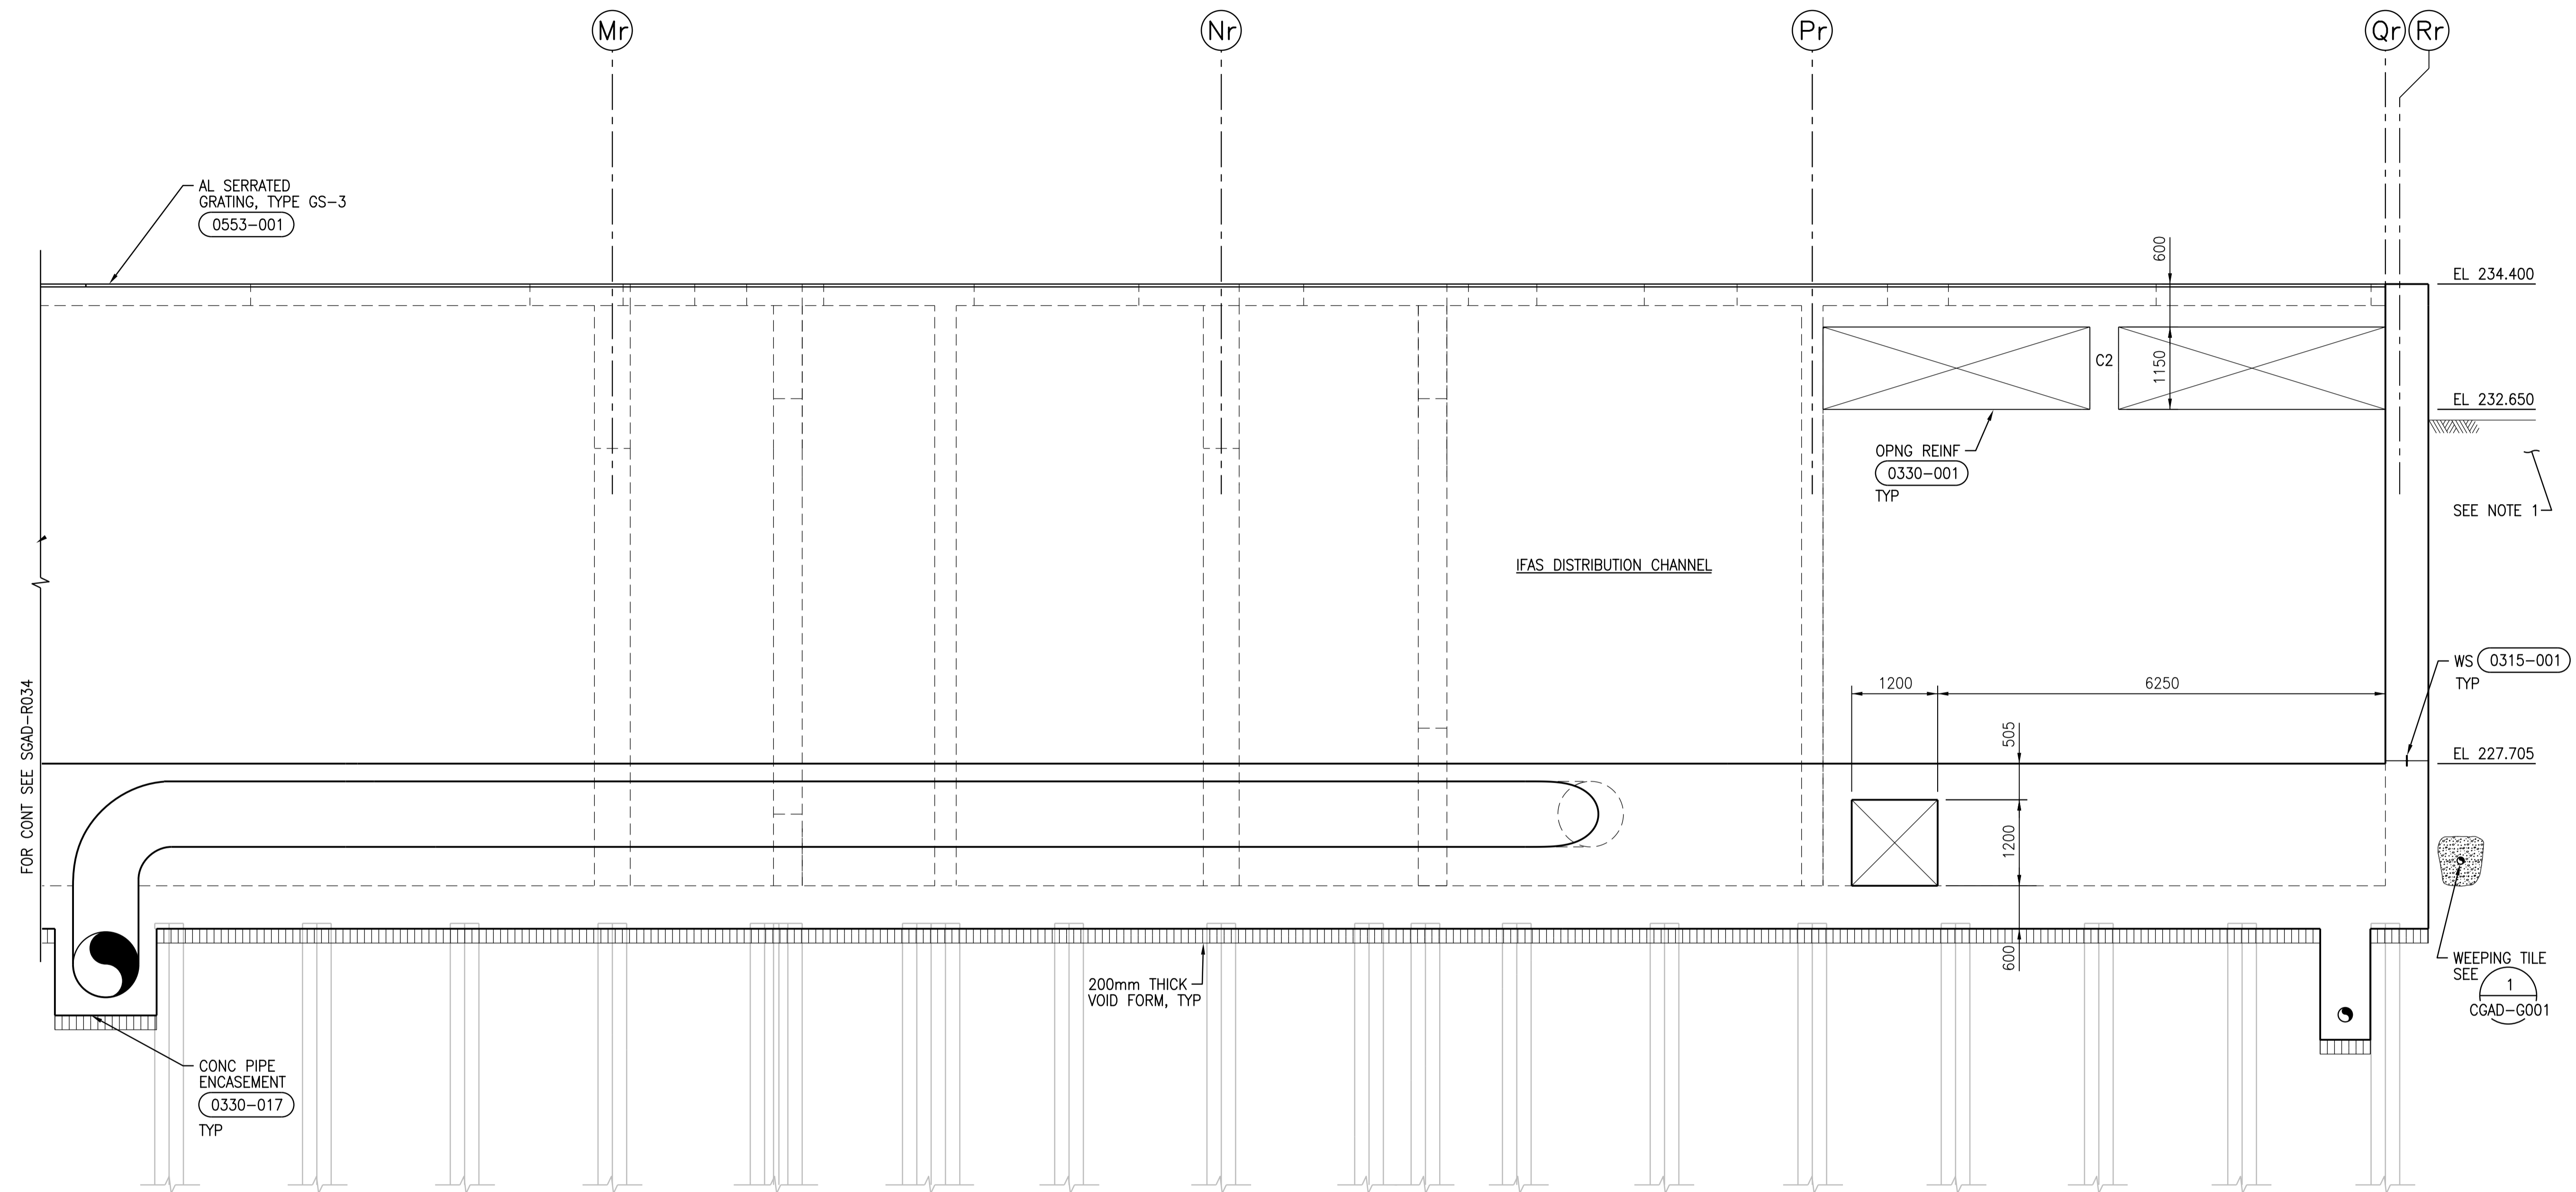 Mr
Nr
Pr
Qr
Rr
AL SERRATED
GRATING, TYPE GS-3
0553-001
600
EL 234.400
C2
1150
EL 232.650
OPNG REINF
0330-001
TYP
SEE NOTE 1
IFAS DISTRIBUTION CHANNEL
WS 0315-001
TYP
1200
6250
505
EL 227.705
FOR CONT SEE SGAD-R034
1200
600
200mm THICK
VOID FORM, TYP
WEEPING TILE
SEE
1
CGAD-G001
CONC PIPE
ENCASEMENT
0330-017
TYP